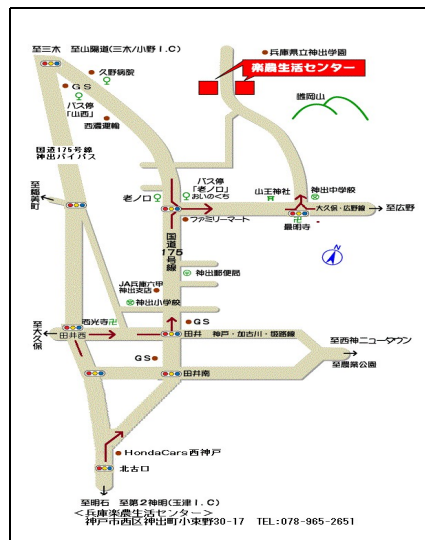 至三木 至山陽道(三木/小野I.C)
兵庫県立神出学園
久野病院
楽農生活センター
GS
バス停
「山西」
雌岡山
西濃運輸
国道175号線
神出バイパス
至稲美町
老ノ口
バス停
「老ノ口」
おいのくち
山王神社
神出中学校
大久保・広野線
至広野
ファミリーマート
最明寺
国道175号線
神出郵便局
JA兵庫六甲
神出支店
神出小学校
至大久保
西光寺
GS
田井西
田井
神戸・加古川・姫路線
至西神ニュータウン
GS
至農業公園
田井南
HondaCars西神戸
北古口
至明石 至第2神明(玉津I.C)
<兵庫楽農生活センター>
神戸市西区神出町小束野30-17 TEL:078-965-2651